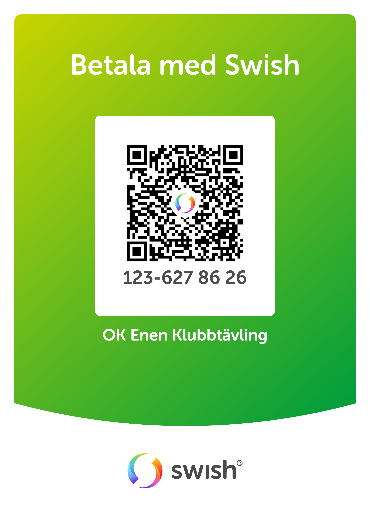 Betala med Swish
123-627 86 26
OK Enen Klubbtävling
swish®